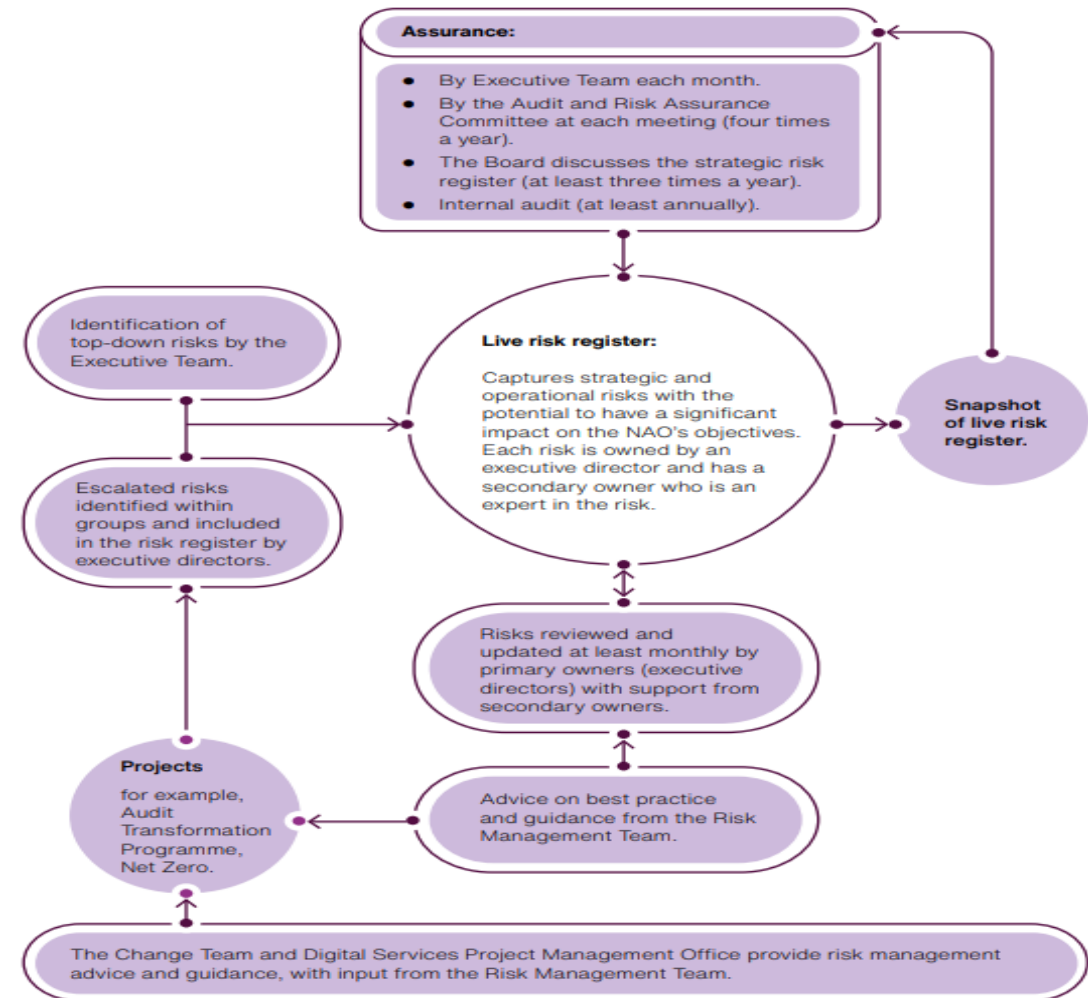 Assurance:
● By Executive Team each month.
● By the Audit and Risk Assurance
Committee at each meeting (four times
a year).
● The Board discusses the strategic risk
register (at least three times a year).
● Internal audit (at least annually).
Identification of
top-down risks by the
Executive Team.
Live risk register:
Captures strategic and
operational risks with the
potential to have a significant
impact on the NAO's objectives.
Each risk is owned by an
executive director and has a
secondary owner who is an
expert in the risk.
Snapshot
of live risk
register.
Escalated risks
identified within
groups and included
in the risk register by
executive directors.
Risks reviewed and
updated at least monthly by
primary owners (executive
directors) with support from
secondary owners.
Projects
for example,
Audit
Transformation
Programme,
Net Zero.
Advice on best practice
and guidance from the Risk
Management Team.
The Change Team and Digital Services Project Management Office provide risk management
advice and guidance, with input from the Risk Management Team.